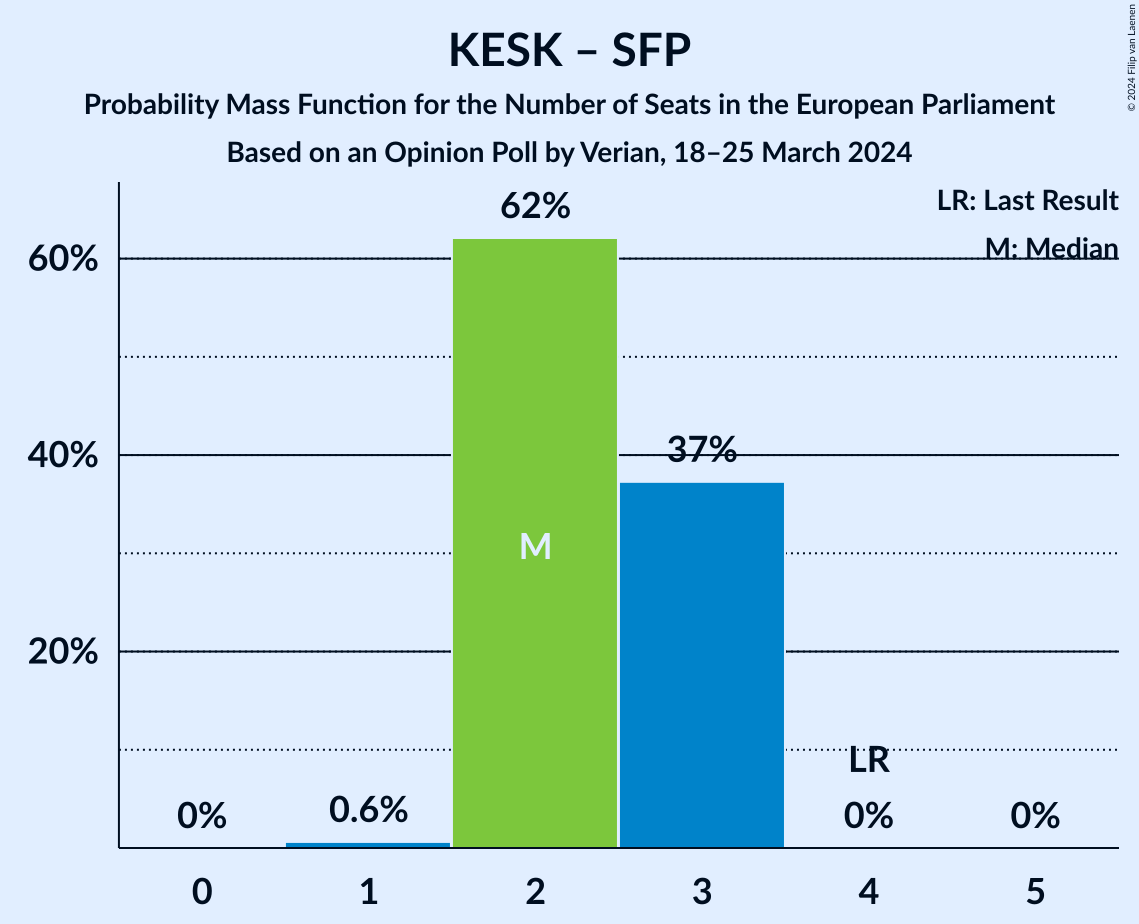 KESK – SFP
Probability Mass Function for the Number of Seats in the European Parliament
Based on an Opinion Poll by Verian, 18–25 March 2024
© 2024 Filip van Laenen
LR: Last Result
M: Median
62%
60%
40%
37%
M
20%
LR
0%
0.6%
0%
0%
0
1
2
3
4
5